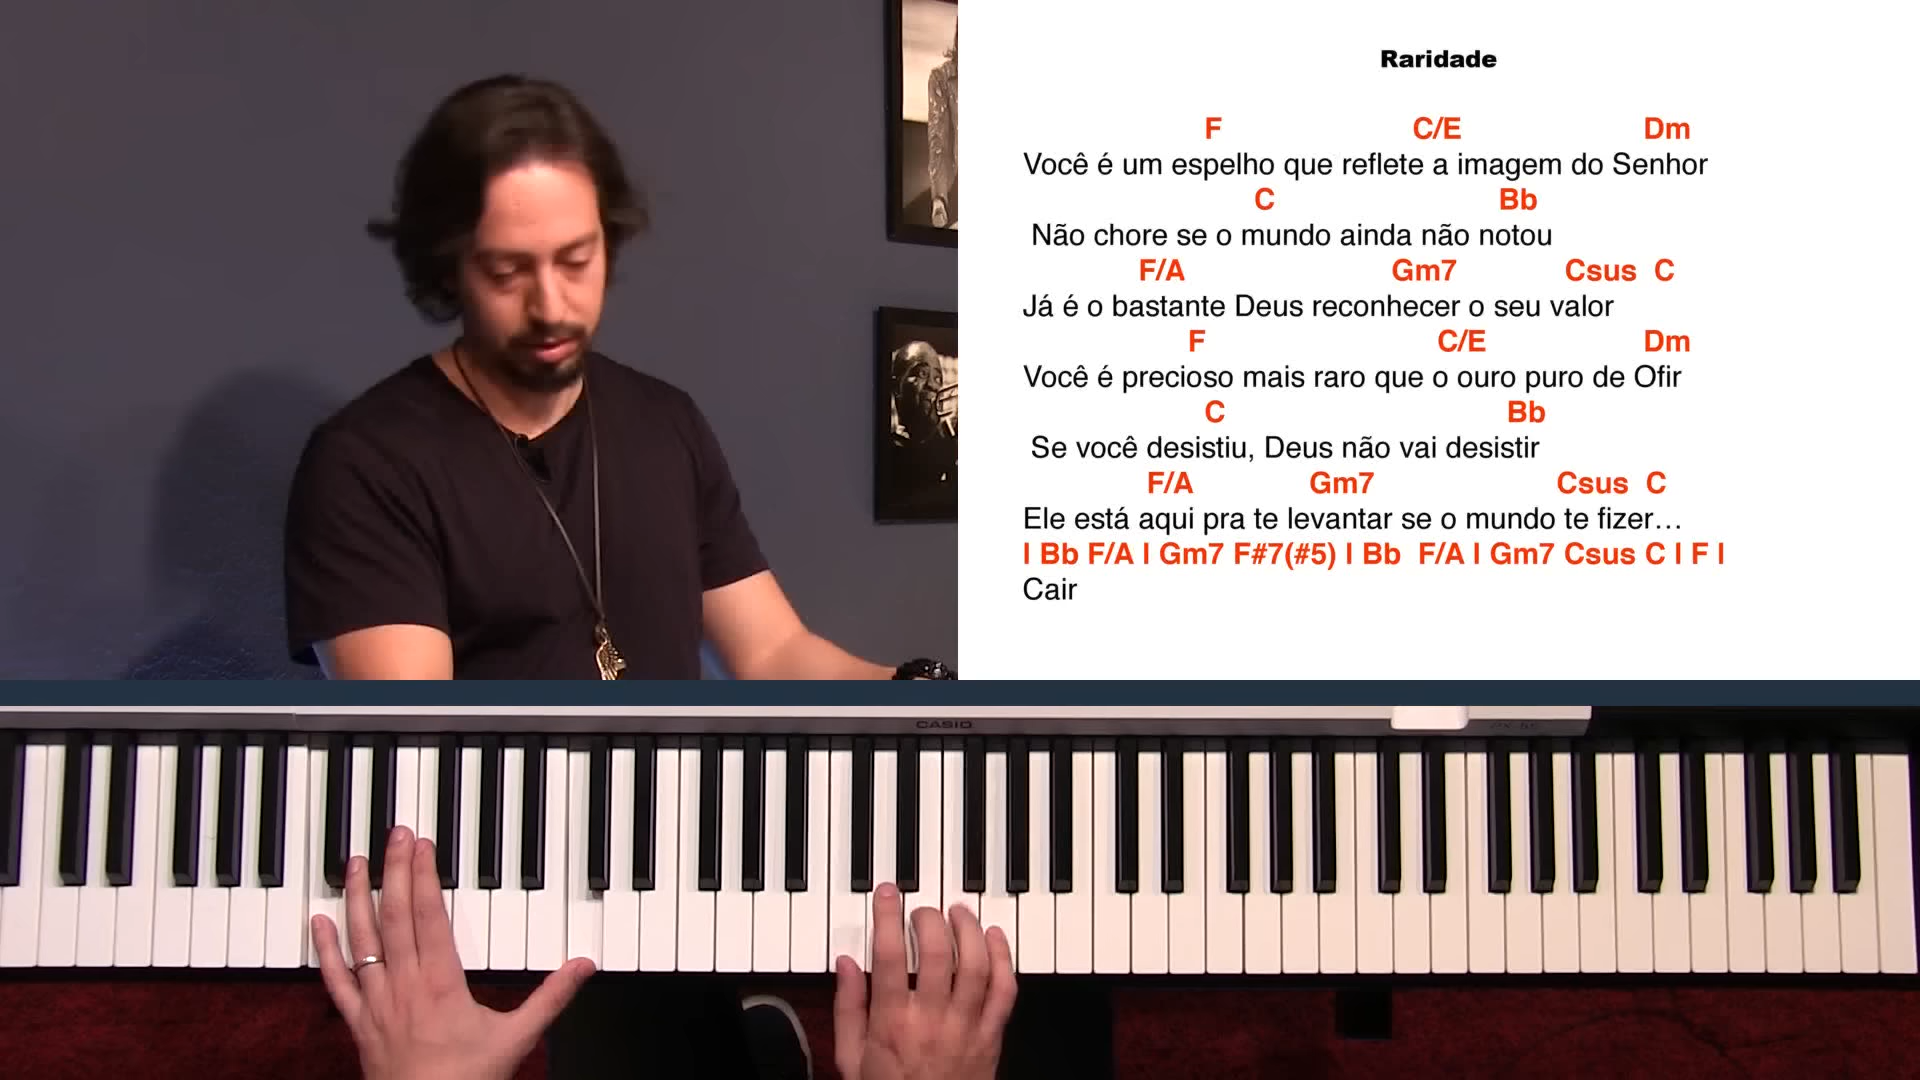 Raridade
F C/E Dm
Você é um espelho que reflete a imagem do Senhor
C Bb
Não chore se o mundo ainda não notou
F/A Gm7 Csus C
Já é o bastante Deus reconhecer o seu valor
F C/E Dm
Você é precioso mais raro que o ouro puro de Ofir
C Bb
Se você desistiu, Deus não vai desistir
F/A Gm7 Csus C
Ele está aqui pra te levantar se o mundo te fizer…
| Bb F/A | Gm7 F#7(#5) | Bb F/A | Gm7 Csus C | F |
Cair
CASIO